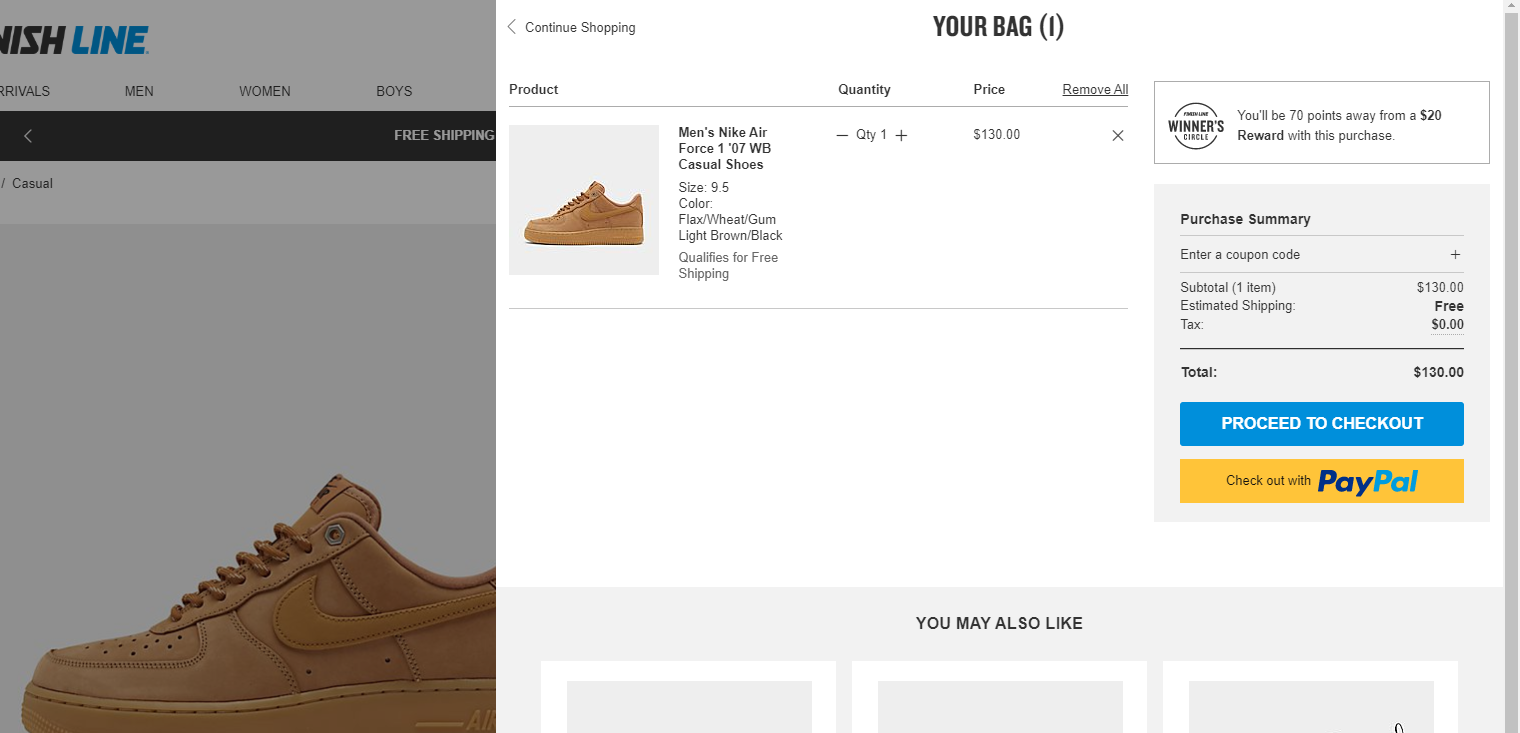 NISH LINE
RRIVALS
MEN
WOMEN
BOYS
FREE SHIPPING
/ Casual
AIR
Continue Shopping
YOUR BAG (1)
Product
Quantity
Price
Remove All
Men's Nike Air
Force 1 '07 WB
Casual Shoes
Size: 9.5
Color:
Flax/Wheat/Gum
Light Brown/Black
Qualifies for Free
Shipping
Qty 1
$130.00
FINISH LINE
WINNER'S
CIRCLE
You'll be 70 points away from a $20
Reward with this purchase.
Purchase Summary
Enter a coupon code +
Subtotal (1 item) $130.00
Estimated Shipping: Free
Tax: $0.00
Total: $130.00
PROCEED TO CHECKOUT
Check out with PayPal
YOU MAY ALSO LIKE